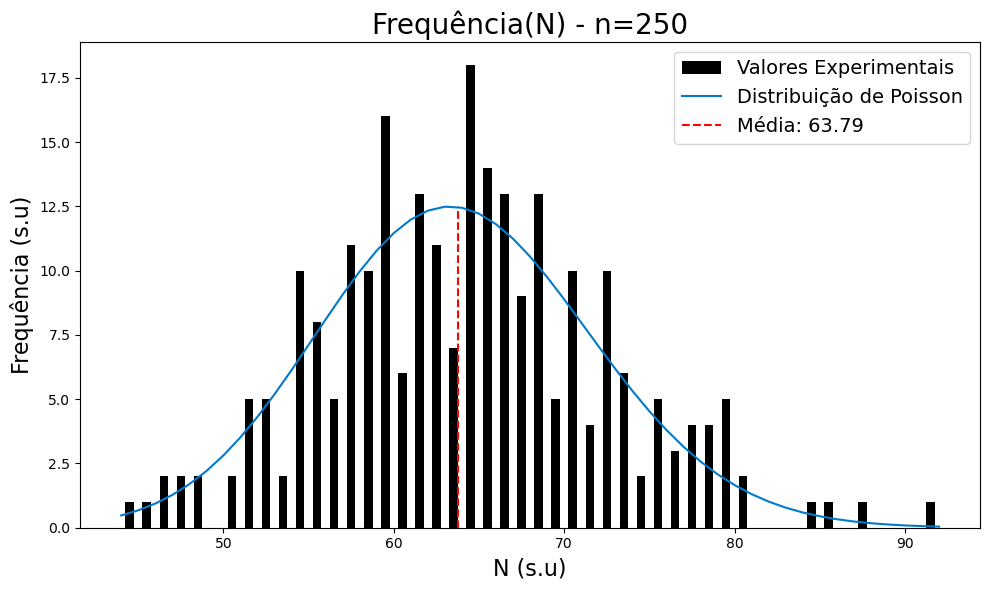 Frequência(N) - n=250
Valores Experimentais
Distribuição de Poisson
Média: 63.79
Frequência (s.u)
17.5
15.0
12.5
10.0
7.5
5.0
2.5
0.0
50 60 70 80 90
N (s.u)